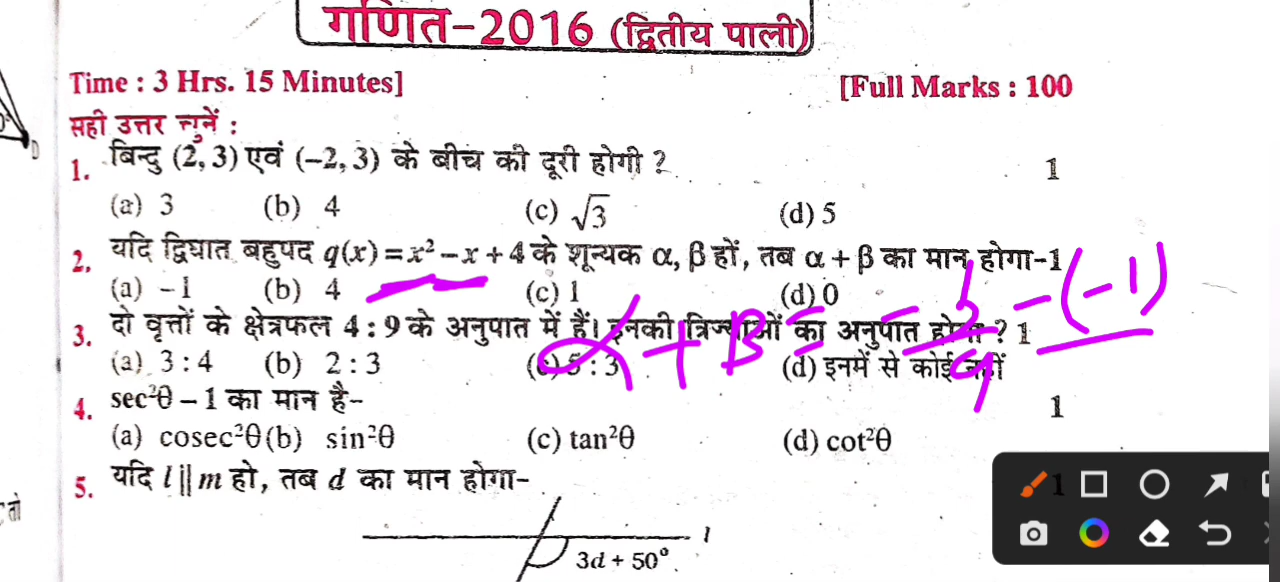 गणित-2016 (द्वितीय पाली)
Time : 3 Hrs. 15 Minutes] [Full Marks : 100
सही उत्तर चुनें :
1. बिन्दु (2, 3) एवं (-2, 3) के बीच की दूरी होगी ? 1
(a) 3 (b) 4 (c) √3 (d) 5
2. यदि द्विघात बहुपद q(x) = x² - x + 4 के शून्यक α, β हों, तब α + β का मान होगा- 1
(a) -1 (b) 4 (c) 1 (d) 0
3. दो वृत्तों के क्षेत्रफल 4 : 9 के अनुपात में हैं। इनकी त्रिज्याओं का अनुपात ? 1
(a) 3 : 4 (b) 2 : 3 (c) 5 : 3 (d) इनमें से कोई नहीं
α + B = - b/a -(-1)
4. sec²θ - 1 का मान है- 1
(a) cosec²θ (b) sin²θ (c) tan²θ (d) cot²θ
5. यदि l || m हो, तब d का मान होगा- 1
l
3d + 50°
तो
D